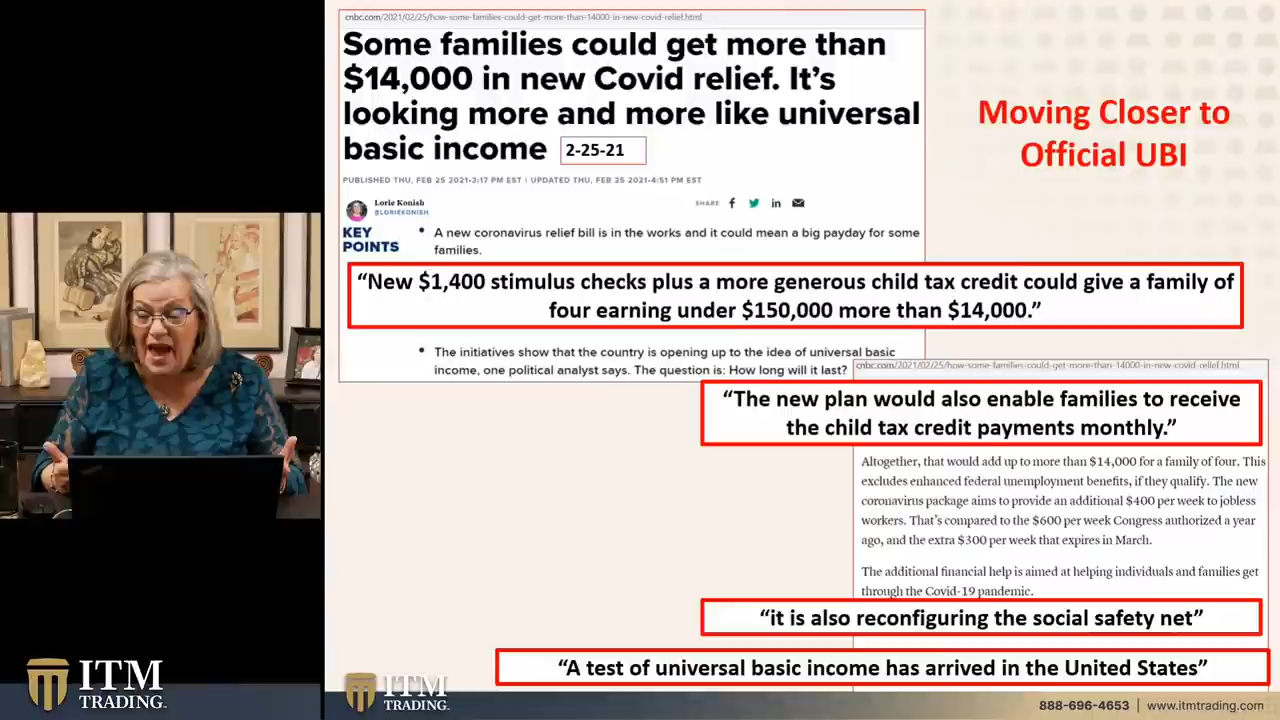 cnbc.com/2021/02/25/how-some-families-could-get-more-than-14000-in-new-covid-relief.html
Some families could get more than
$14,000 in new Covid relief. It's
looking more and more like universal
basic income
2-25-21
PUBLISHED THU, FEB 25 2021•3:17 PM EST | UPDATED THU, FEB 25 2021•4:51 PM EST
Lorie Konish
@LORIEKONISH
SHARE
KEY
POINTS
• A new coronavirus relief bill is in the works and it could mean a big payday for some
families.
“New $1,400 stimulus checks plus a more generous child tax credit could give a family of
four earning under $150,000 more than $14,000.”
• The initiatives show that the country is opening up to the idea of universal basic
income, one political analyst says. The question is: How long will it last?
Moving Closer to
Official UBI
cnbc.com/2021/02/25/how-some-families-could-get-more-than-14000-in-new-covid-relief.html
“The new plan would also enable families to receive
the child tax credit payments monthly.”
Altogether, that would add up to more than $14,000 for a family of four. This
excludes enhanced federal unemployment benefits, if they qualify. The new
coronavirus package aims to provide an additional $400 per week to jobless
workers. That's compared to the $600 per week Congress authorized a year
ago, and the extra $300 per week that expires in March.
The additional financial help is aimed at helping individuals and families get
through the Covid-19 pandemic.
“it is also reconfiguring the social safety net”
“A test of universal basic income has arrived in the United States”
ITM
TRADING.
ITM
TRADING.
888-696-4653 | www.itmtrading.com